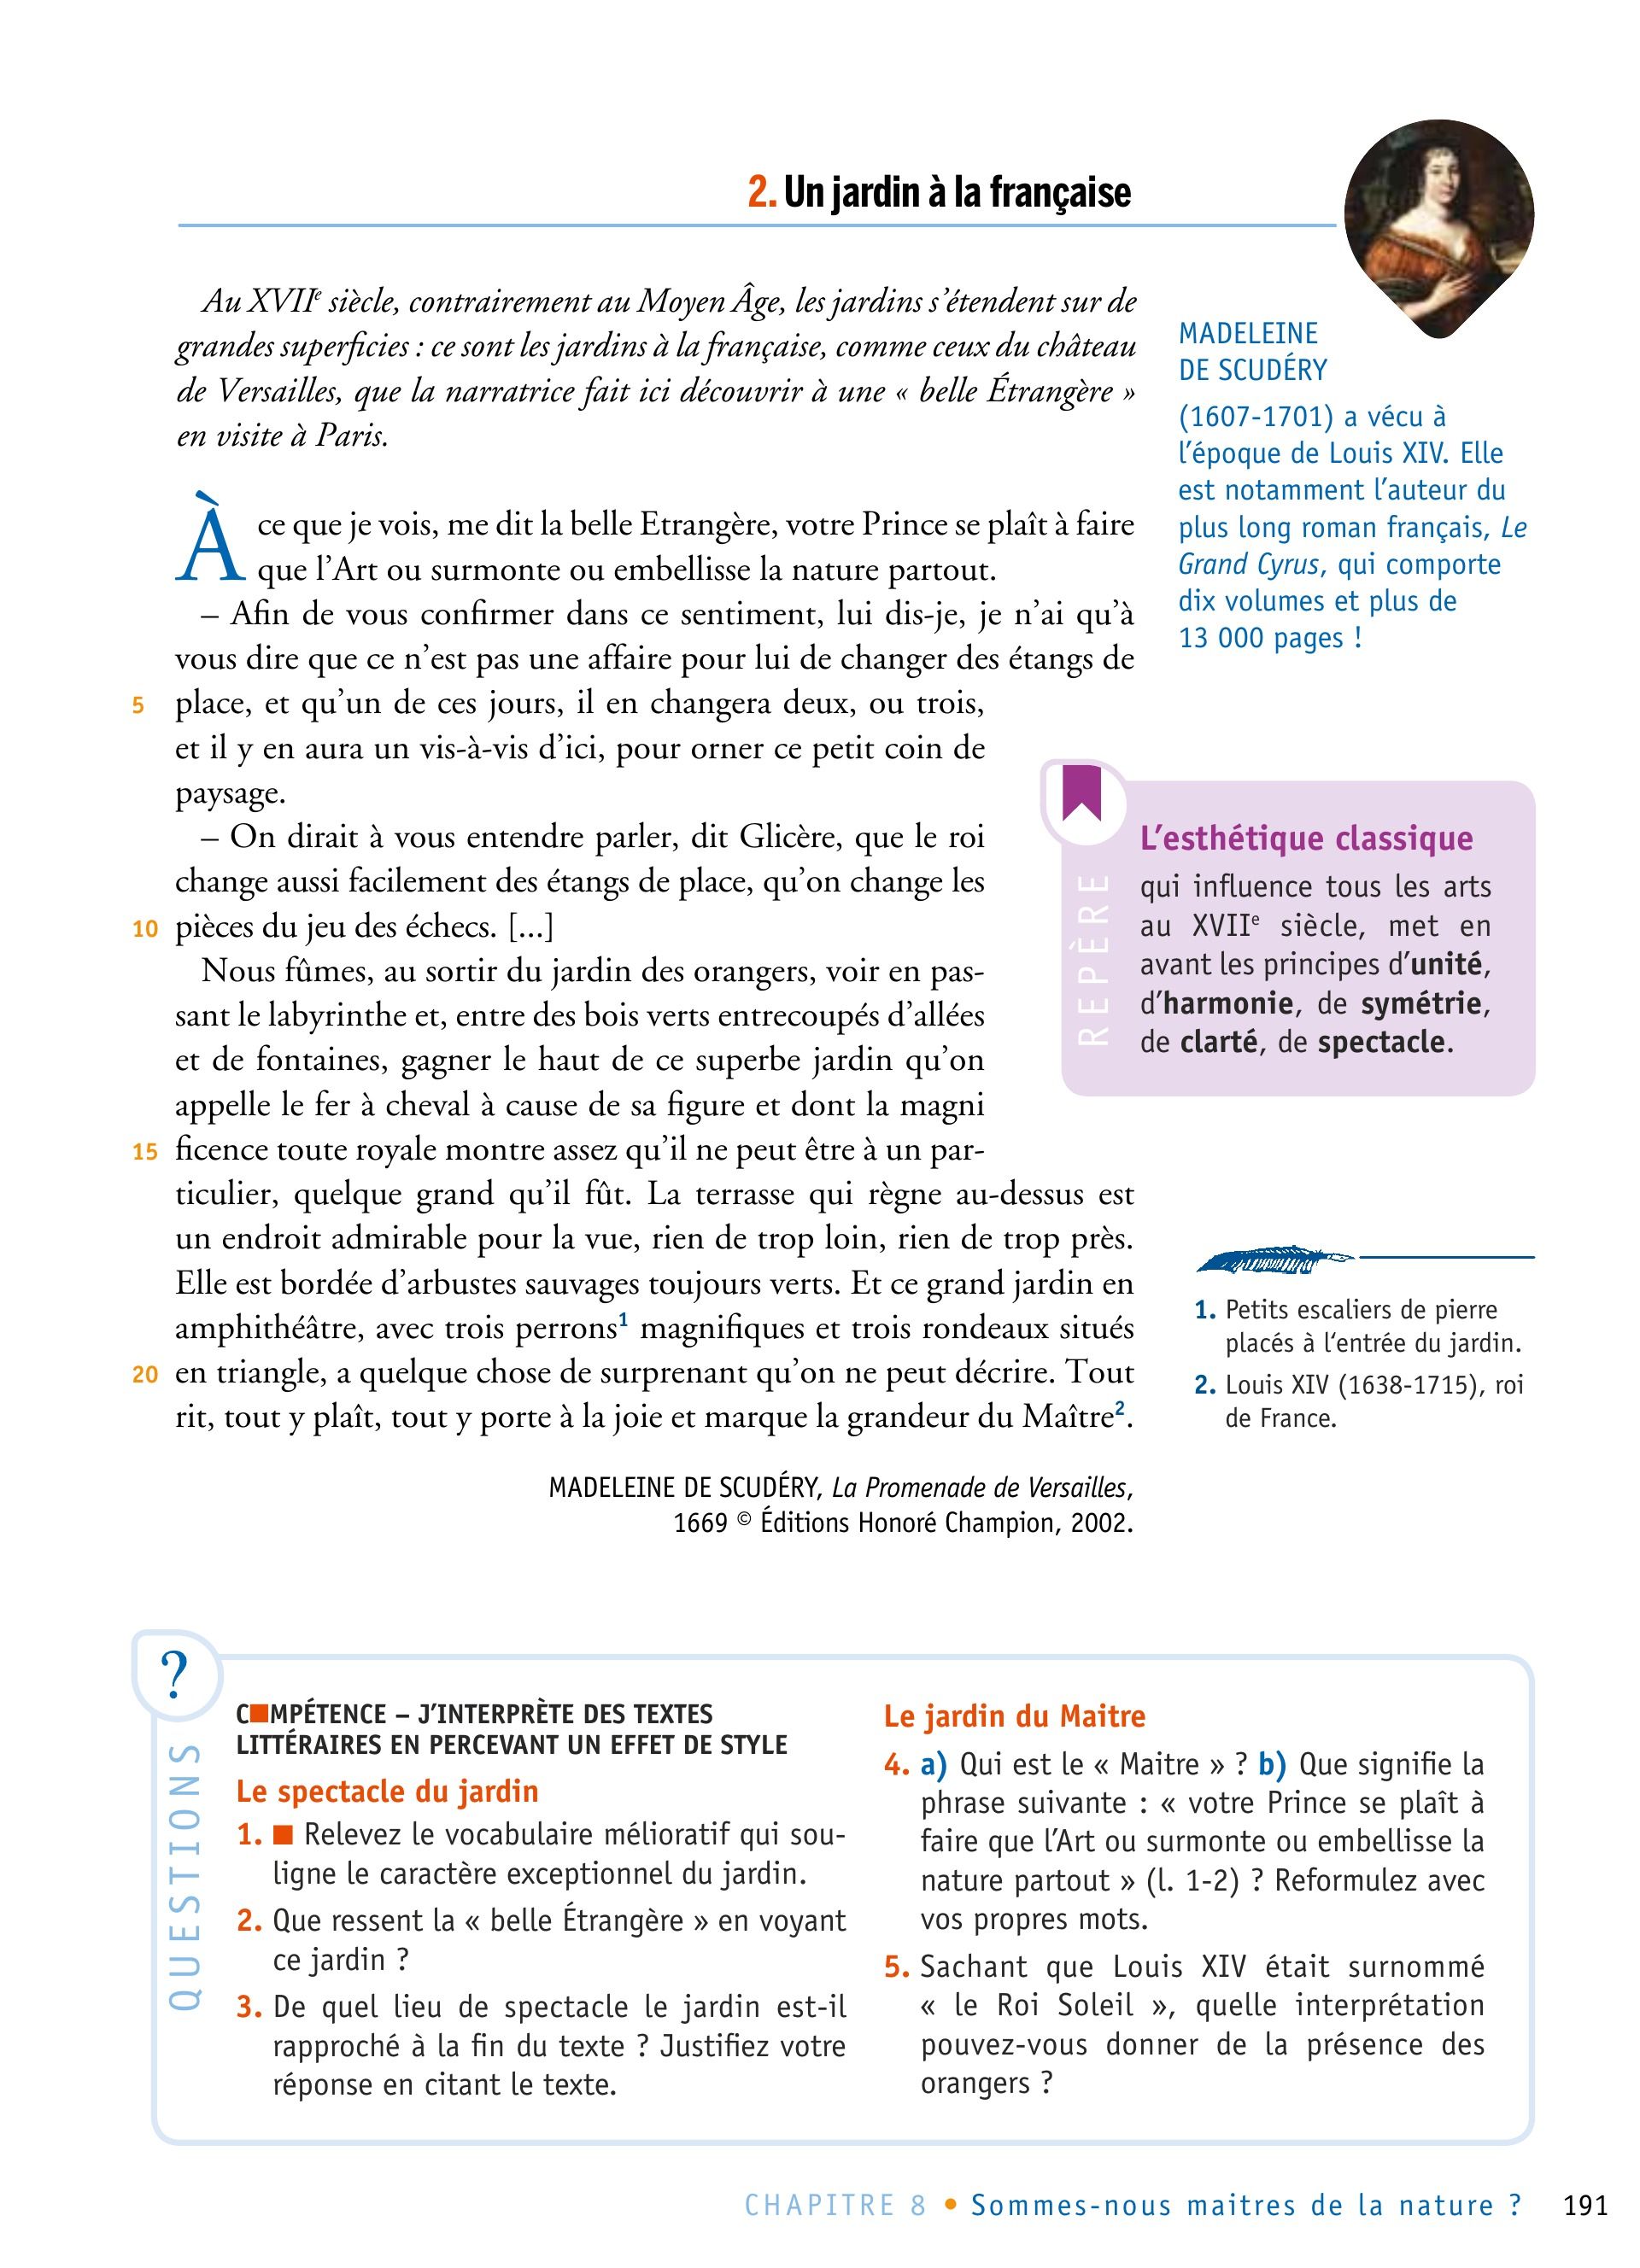 2. Un jardin à la française
Au XVIIe siècle, contrairement au Moyen Âge, les jardins s’étendent sur de
grandes superficies : ce sont les jardins à la française, comme ceux du château
de Versailles, que la narratrice fait ici découvrir à une « belle Étrangère »
en visite à Paris.
À ce que je vois, me dit la belle Etrangère, votre Prince se plaît à faire
que l’Art ou surmonte ou embellisse la nature partout.
– Afin de vous confirmer dans ce sentiment, lui dis-je, je n’ai qu’à
vous dire que ce n’est pas une affaire pour lui de changer des étangs de
5 place, et qu’un de ces jours, il en changera deux, ou trois,
et il y en aura un vis-à-vis d’ici, pour orner ce petit coin de
paysage.
– On dirait à vous entendre parler, dit Glicère, que le roi
change aussi facilement des étangs de place, qu’on change les
10 pièces du jeu des échecs. [...]
Nous fûmes, au sortir du jardin des orangers, voir en pas-
sant le labyrinthe et, entre des bois verts entrecoupés d’allées
et de fontaines, gagner le haut de ce superbe jardin qu’on
appelle le fer à cheval à cause de sa figure et dont la magni
15 ficence toute royale montre assez qu’il ne peut être à un par-
ticulier, quelque grand qu’il fût. La terrasse qui règne au-dessus est
un endroit admirable pour la vue, rien de trop loin, rien de trop près.
Elle est bordée d’arbustes sauvages toujours verts. Et ce grand jardin en
amphithéâtre, avec trois perrons1 magnifiques et trois rondeaux situés
20 en triangle, a quelque chose de surprenant qu’on ne peut décrire. Tout
rit, tout y plaît, tout y porte à la joie et marque la grandeur du Maître2.
MADELEINE DE SCUDÉRY, La Promenade de Versailles,
1669 © Éditions Honoré Champion, 2002.
MADELEINE
DE SCUDÉRY
(1607-1701) a vécu à
l’époque de Louis XIV. Elle
est notamment l’auteur du
plus long roman français, Le
Grand Cyrus, qui comporte
dix volumes et plus de
13 000 pages !
REPÈRE
L’esthétique classique
qui influence tous les arts
au XVIIe siècle, met en
avant les principes d’unité,
d’harmonie, de symétrie,
de clarté, de spectacle.
1. Petits escaliers de pierre
placés à l‘entrée du jardin.
2. Louis XIV (1638-1715), roi
de France.
?
QUESTIONS
C■MPÉTENCE – J’INTERPRÈTE DES TEXTES
LITTÉRAIRES EN PERCEVANT UN EFFET DE STYLE
Le spectacle du jardin
1. ■ Relevez le vocabulaire mélioratif qui sou-
ligne le caractère exceptionnel du jardin.
2. Que ressent la « belle Étrangère » en voyant
ce jardin ?
3. De quel lieu de spectacle le jardin est-il
rapproché à la fin du texte ? Justifiez votre
réponse en citant le texte.
Le jardin du Maitre
4. a) Qui est le « Maitre » ? b) Que signifie la
phrase suivante : « votre Prince se plaît à
faire que l’Art ou surmonte ou embellisse la
nature partout » (l. 1-2) ? Reformulez avec
vos propres mots.
5. Sachant que Louis XIV était surnommé
« le Roi Soleil », quelle interprétation
pouvez-vous donner de la présence des
orangers ?
CHAPITRE 8 • Sommes-nous maitres de la nature ? 191